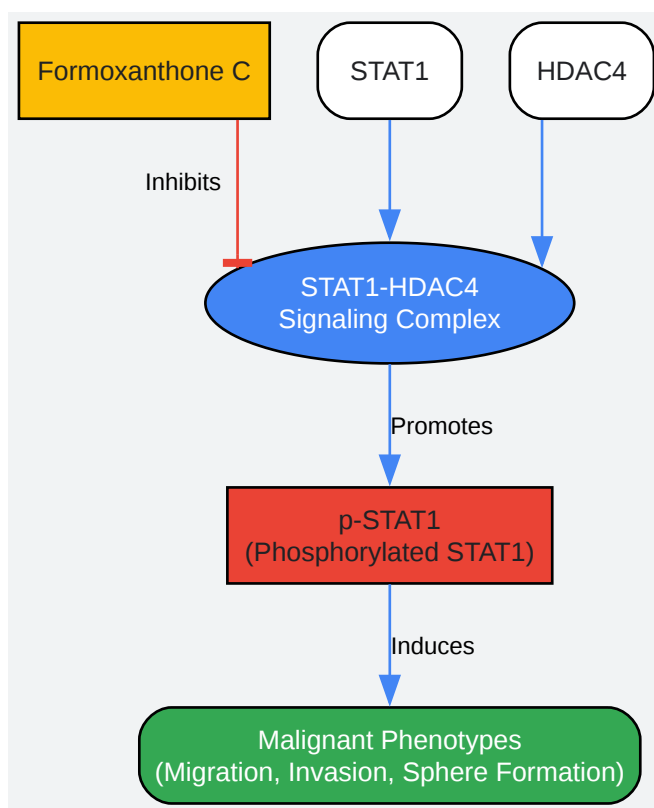 Formoxanthone C
STAT1
HDAC4
Inhibits
STAT1-HDAC4
Signaling Complex
Promotes
p-STAT1
(Phosphorylated STAT1)
Induces
Malignant Phenotypes
(Migration, Invasion, Sphere Formation)